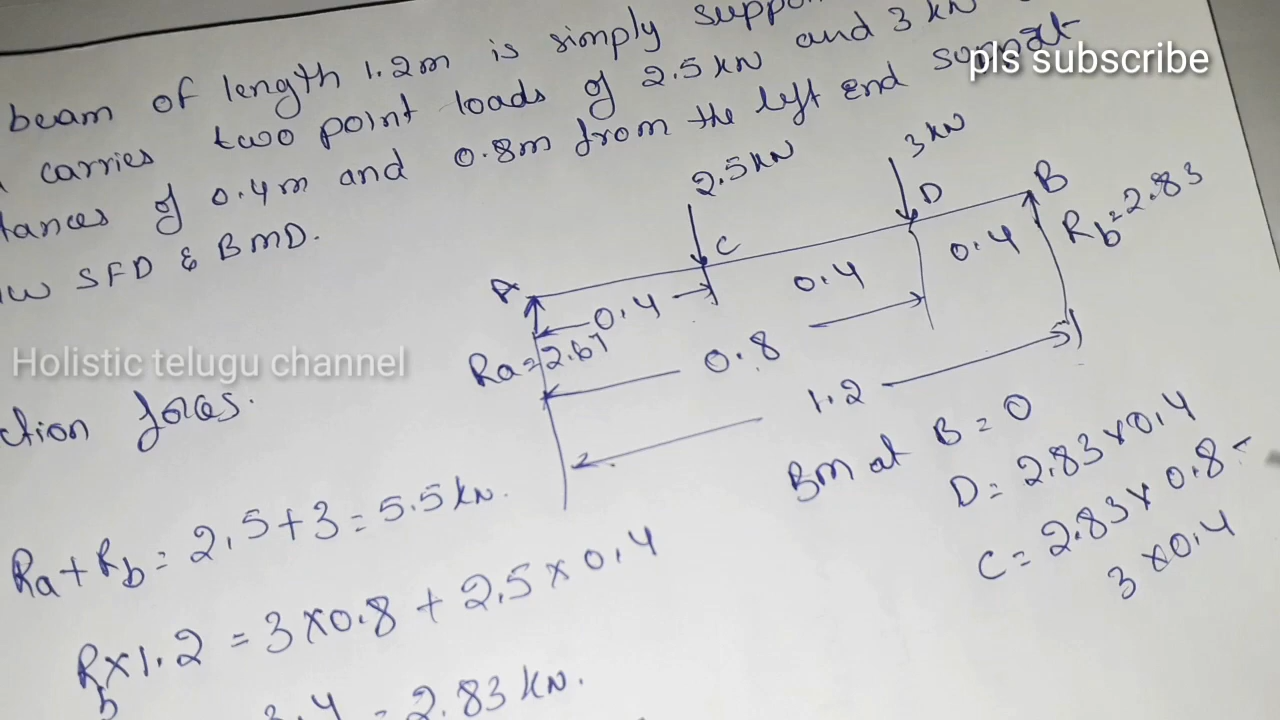 beam of length 1.2m is simply
carries two point loads of 2.5 kN and 3 kN
of 0.4m and 0.8m from the left end support
SFD & BMD.
pls subscribe
2.5 kN
3 kN
A
C
D
B
0.4
0.4
0.4
Ra = 2.67
Rb = 2.83
0.8
1.2
Holistic telugu channel
forces.
Ra + Rb = 2.5 + 3 = 5.5 kN.
Rb x 1.2 = 3 x 0.8 + 2.5 x 0.4
= 2.83 kN.
Bm at B = 0
D = 2.83 x 0.4
C = 2.83 x 0.8 -
3 x 0.4